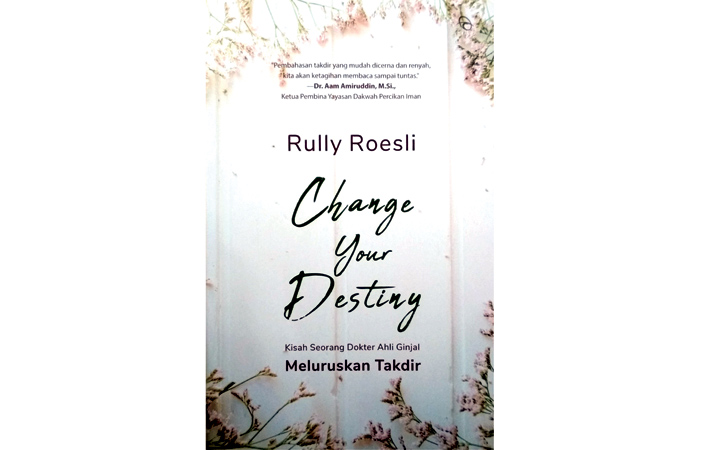 "Pembahasan takdir yang mudah dicerna dan renyah,
kita akan ketagihan membaca sampai tuntas."
—Dr. Aam Amiruddin, M.Si.,
Ketua Pembina Yayasan Dakwah Percikan Iman
Rully Roesli
Change
Your
Destiny
Kisah Seorang Dokter Ahli Ginjal
Meluruskan Takdir